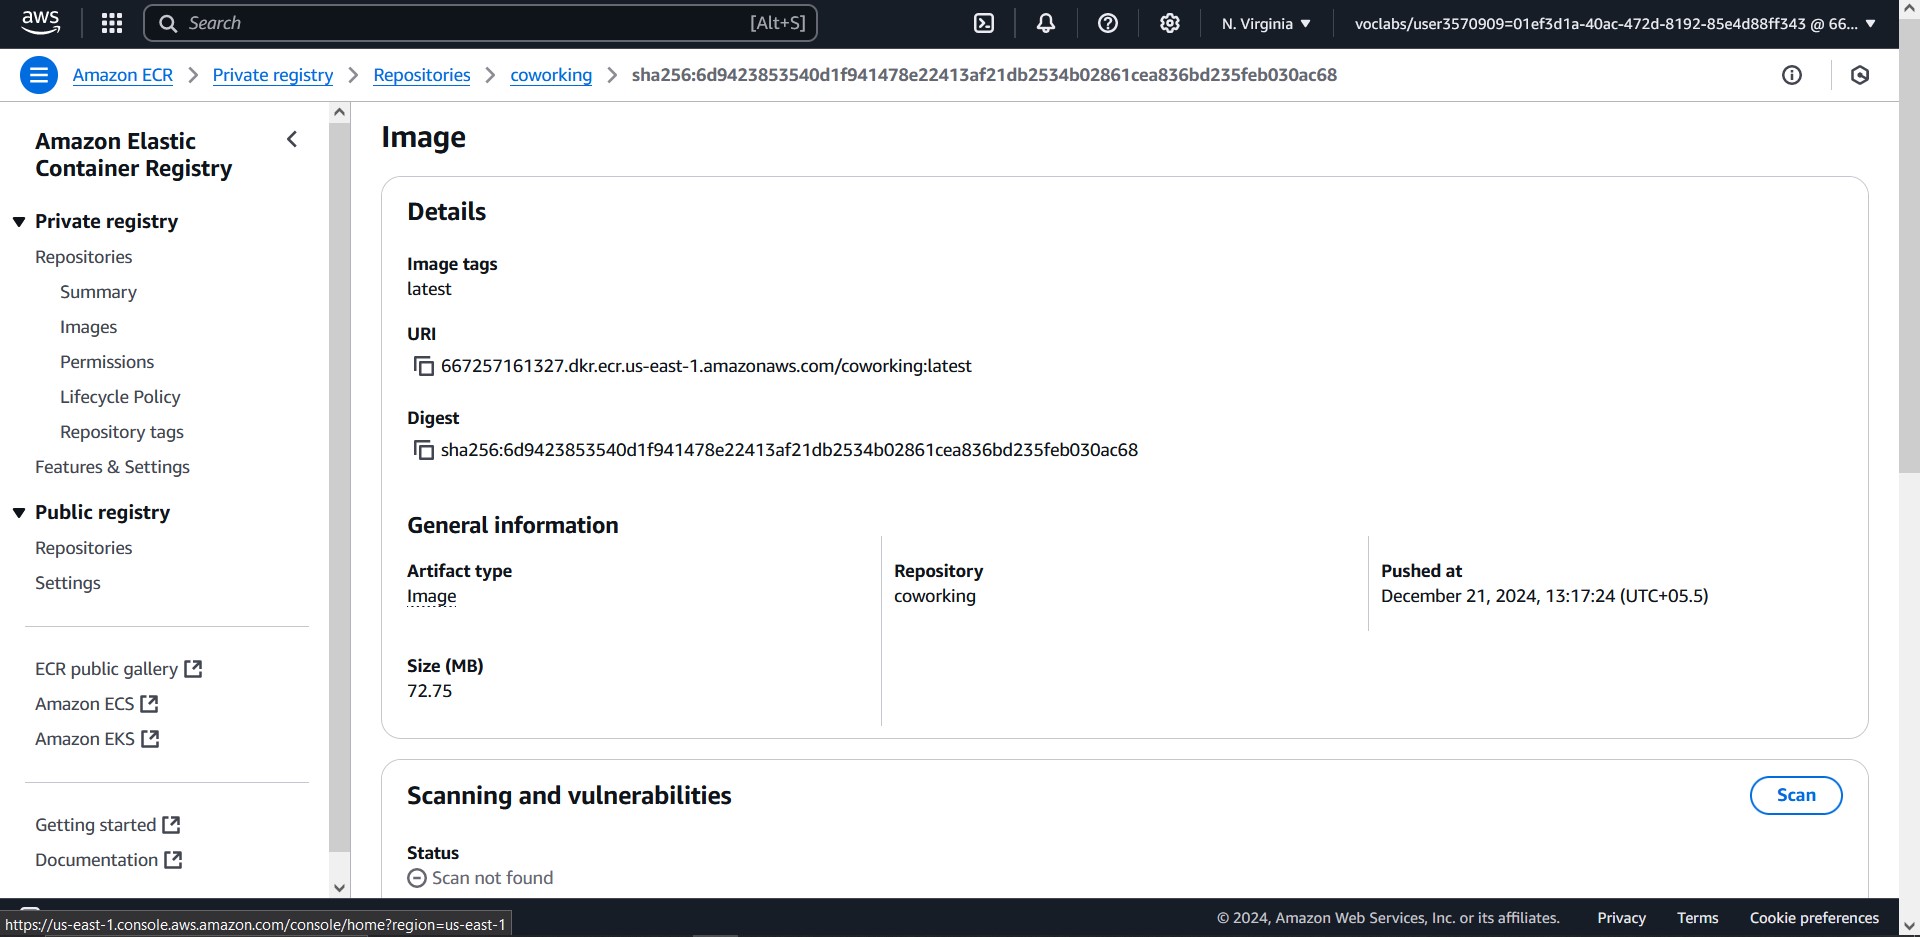 aws
Search [Alt+S]
N. Virginia
voclabs/user3570909=01ef3d1a-40ac-472d-8192-85e4d88ff343 @ 66...
Amazon ECR
Private registry
Repositories
coworking
sha256:6d9423853540d1f941478e22413af21db2534b02861cea836bd235feb030ac68
Amazon Elastic
Container Registry
Private registry
Repositories
Summary
Images
Permissions
Lifecycle Policy
Repository tags
Features & Settings
Public registry
Repositories
Settings
ECR public gallery
Amazon ECS
Amazon EKS
Getting started
Documentation
Image
Details
Image tags
latest
URI
667257161327.dkr.ecr.us-east-1.amazonaws.com/coworking:latest
Digest
sha256:6d9423853540d1f941478e22413af21db2534b02861cea836bd235feb030ac68
General information
Artifact type
Image
Repository
coworking
Pushed at
December 21, 2024, 13:17:24 (UTC+05.5)
Size (MB)
72.75
Scanning and vulnerabilities
Scan
Status
Scan not found
https://us-east-1.console.aws.amazon.com/console/home?region=us-east-1
© 2024, Amazon Web Services, Inc. or its affiliates.
Privacy
Terms
Cookie preferences